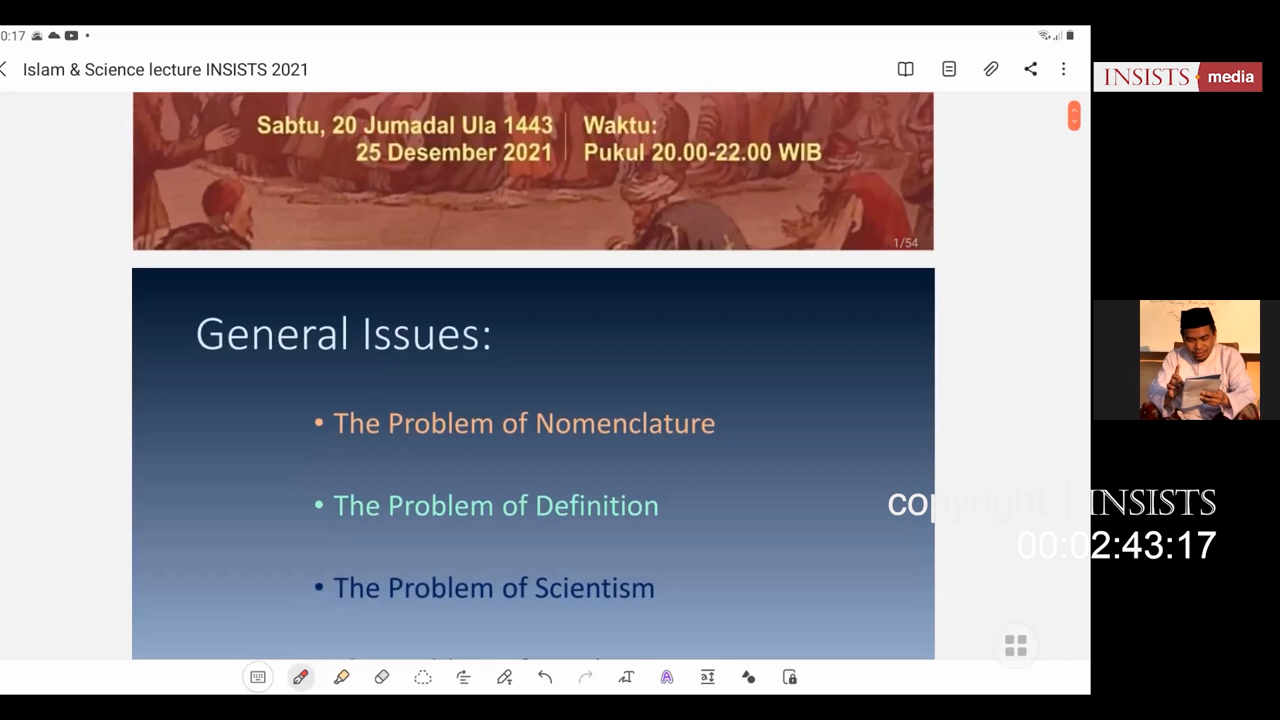 0:17
Islam & Science lecture INSISTS 2021
INSISTS media
Sabtu, 20 Jumadal Ula 1443
25 Desember 2021
Waktu:
Pukul 20.00-22.00 WIB
1/54
General Issues:
• The Problem of Nomenclature
• The Problem of Definition
• The Problem of Scientism
copyright | INSISTS
00:02:43:17